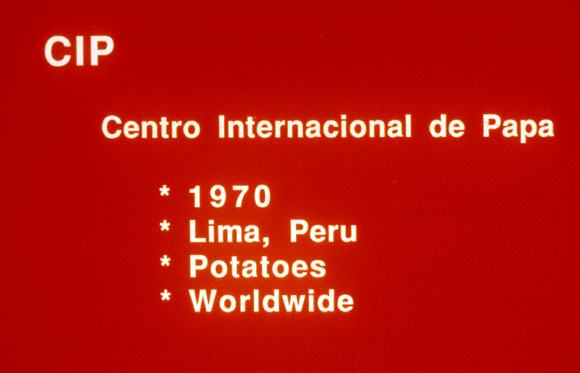 CIP
Centro Internacional de Papa
* 1970
* Lima, Peru
* Potatoes
* Worldwide